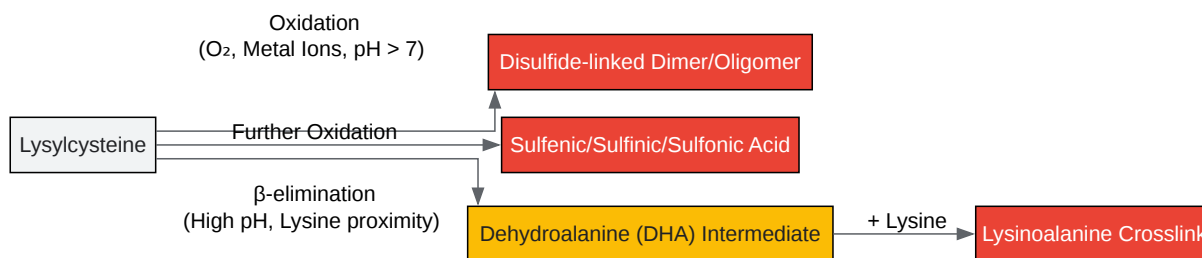 Oxidation
(O₂, Metal Ions, pH > 7)
Disulfide-linked Dimer/Oligomer
Lysylcysteine
Further Oxidation
Sulfenic/Sulfinic/Sulfonic Acid
β-elimination
(High pH, Lysine proximity)
Dehydroalanine (DHA) Intermediate
+ Lysine
Lysinoalanine Crosslink